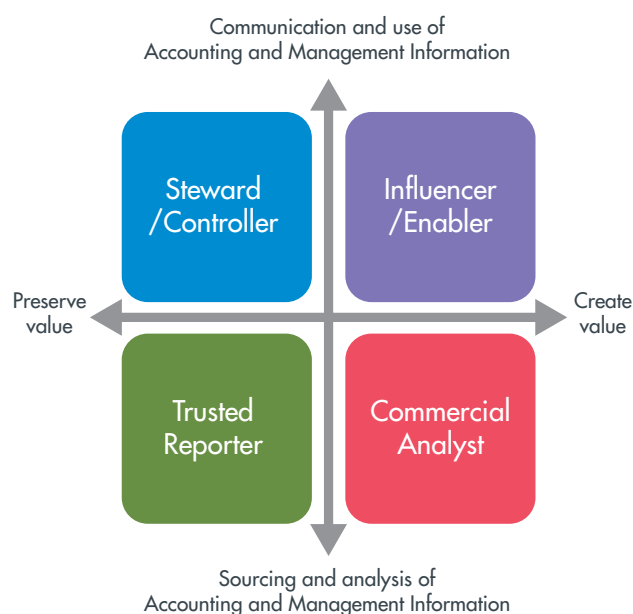 Communication and use of
Accounting and Management Information
Steward
/Controller
Influencer
/Enabler
Preserve
value
Create
value
Trusted
Reporter
Commercial
Analyst
Sourcing and analysis of
Accounting and Management Information